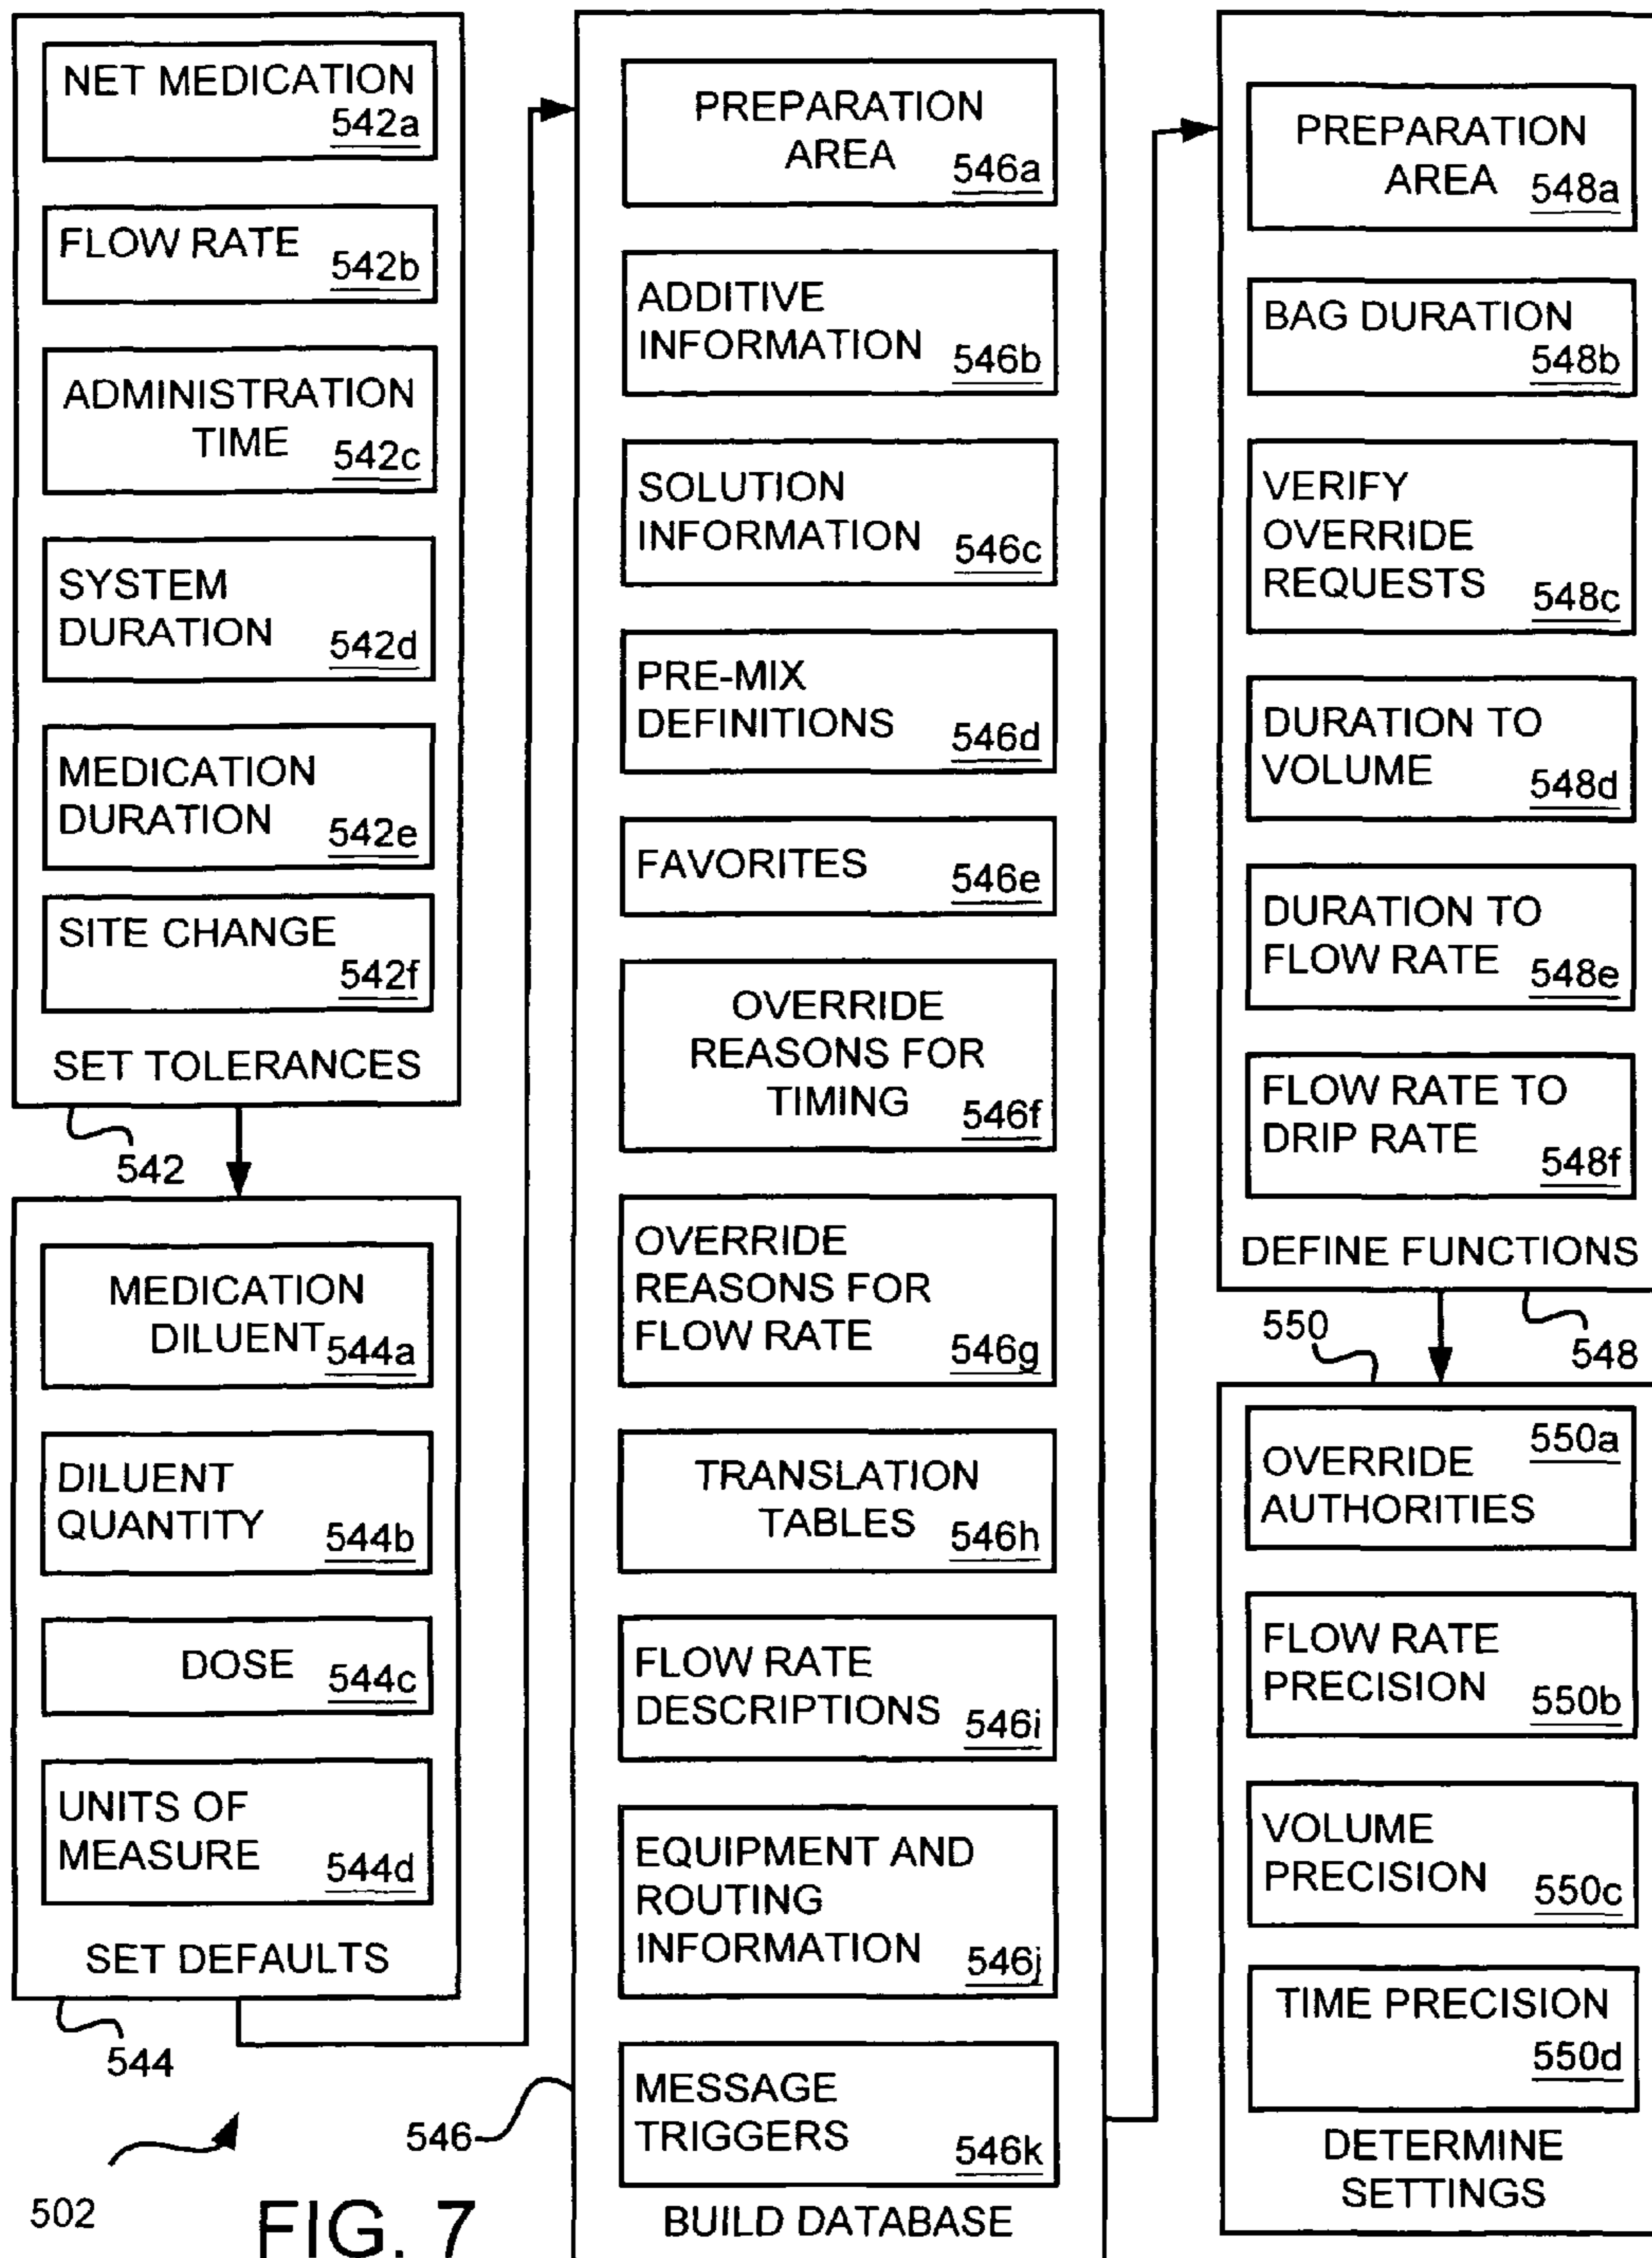 NET MEDICATION
542a
FLOW RATE
542b
ADMINISTRATION
TIME
542c
SYSTEM
DURATION
542d
MEDICATION
DURATION
542e
SITE CHANGE
542f
SET TOLERANCES
542
MEDICATION
DILUENT
544a
DILUENT
QUANTITY
544b
DOSE
544c
UNITS OF
MEASURE
544d
SET DEFAULTS
544
502
FIG. 7
PREPARATION
AREA
546a
ADDITIVE
INFORMATION
546b
SOLUTION
INFORMATION
546c
PRE-MIX
DEFINITIONS
546d
FAVORITES
546e
OVERRIDE
REASONS FOR
TIMING
546f
OVERRIDE
REASONS FOR
FLOW RATE
546g
TRANSLATION
TABLES
546h
FLOW RATE
DESCRIPTIONS
546i
EQUIPMENT AND
ROUTING
INFORMATION
546j
MESSAGE
TRIGGERS
546k
BUILD DATABASE
546
PREPARATION
AREA
548a
BAG DURATION
548b
VERIFY
OVERRIDE
REQUESTS
548c
DURATION TO
VOLUME
548d
DURATION TO
FLOW RATE
548e
FLOW RATE TO
DRIP RATE
548f
DEFINE FUNCTIONS
548
550
550a
OVERRIDE
AUTHORITIES
FLOW RATE
PRECISION
550b
VOLUME
PRECISION
550c
TIME PRECISION
550d
DETERMINE
SETTINGS